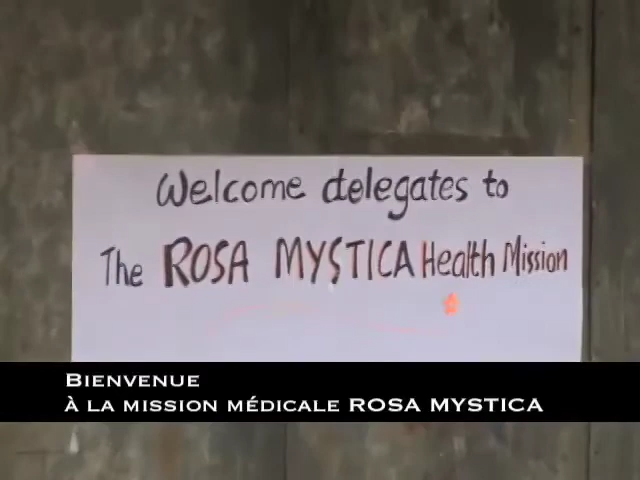 Welcome delegates to
The ROSA MYSTICA Health Mission
BIENVENUE
À LA MISSION MÉDICALE ROSA MYSTICA